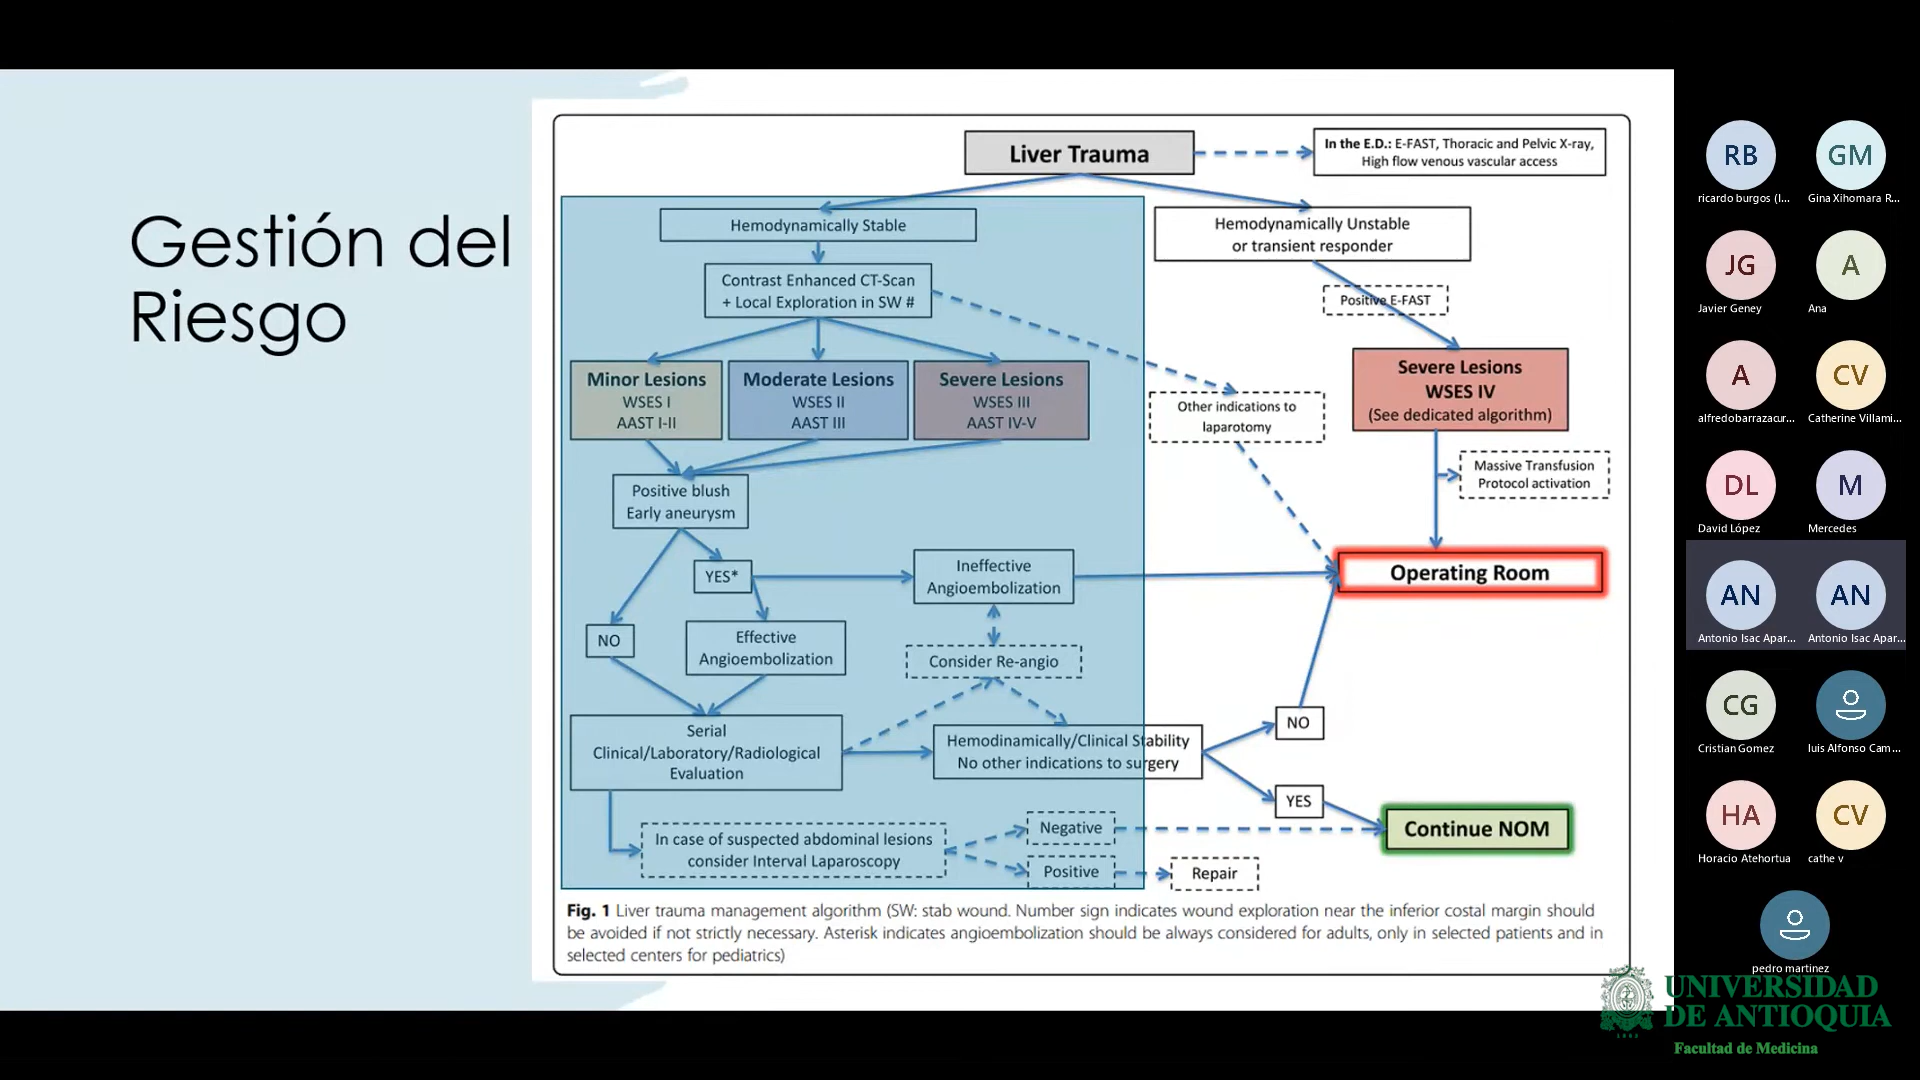 Gestión del
Riesgo
Liver Trauma
In the E.D.: E-FAST, Thoracic and Pelvic X-ray,
High flow venous vascular access
Hemodynamically Stable
Hemodynamically Unstable
or transient responder
Contrast Enhanced CT-Scan
+ Local Exploration in SW #
Positive E-FAST
Minor Lesions
WSES I
AAST I-II
Moderate Lesions
WSES II
AAST III
Severe Lesions
WSES III
AAST IV-V
Other indications to
laparotomy
Severe Lesions
WSES IV
(See dedicated algorithm)
Massive Transfusion
Protocol activation
Positive blush
Early aneurysm
YES*
Ineffective
Angioembolization
Operating Room
NO
Effective
Angioembolization
Consider Re-angio
Serial
Clinical/Laboratory/Radiological
Evaluation
Hemodinamically/Clinical Stability
No other indications to surgery
NO
YES
In case of suspected abdominal lesions
consider Interval Laparoscopy
Negative
Positive
Repair
Continue NOM
Fig. 1 Liver trauma management algorithm (SW: stab wound. Number sign indicates wound exploration near the inferior costal margin should
be avoided if not strictly necessary. Asterisk indicates angioembolization should be always considered for adults, only in selected patients and in
selected centers for pediatrics)
RB
ricardo burgos (I...
GM
Gina Xihomara R...
JG
Javier Geney
A
Ana
A
alfredobarrazacur...
CV
Catherine Villami...
DL
David López
M
Mercedes
AN
Antonio Isac Apar...
AN
Antonio Isac Apar...
CG
Cristian Gomez
luis Alfonso Cam...
HA
Horacio Atehortua
CV
cathe v
pedro martinez
UNIVERSIDAD
DE ANTIOQUIA
Facultad de Medicina